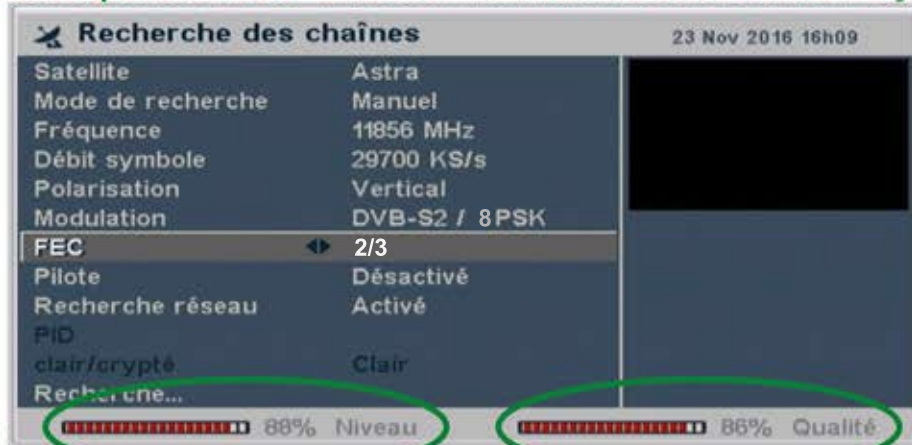 Recherche des chaînes 23 Nov 2016 16h09
Satellite Astra
Mode de recherche Manuel
Fréquence 11856 MHz
Débit symbole 29700 KS/s
Polarisation Vertical
Modulation DVB-S2 / 8PSK
FEC 2/3
Pilote Désactivé
Recherche réseau Activé
PID
clair/crypté Clair
Recherche...
88% Niveau 86% Qualité